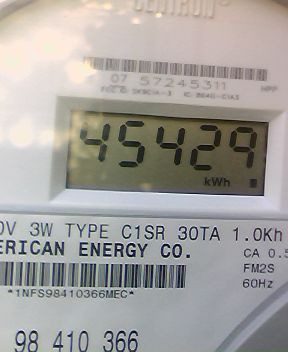 CENTRON®
07 57245311 HPP
45429
kWh
0V 3W TYPE C1SR 30TA 1.0Kh
ERICAN ENERGY CO.
CA 0.5
FM2S
60Hz
*1NFS98410366MEC*
98 410 366